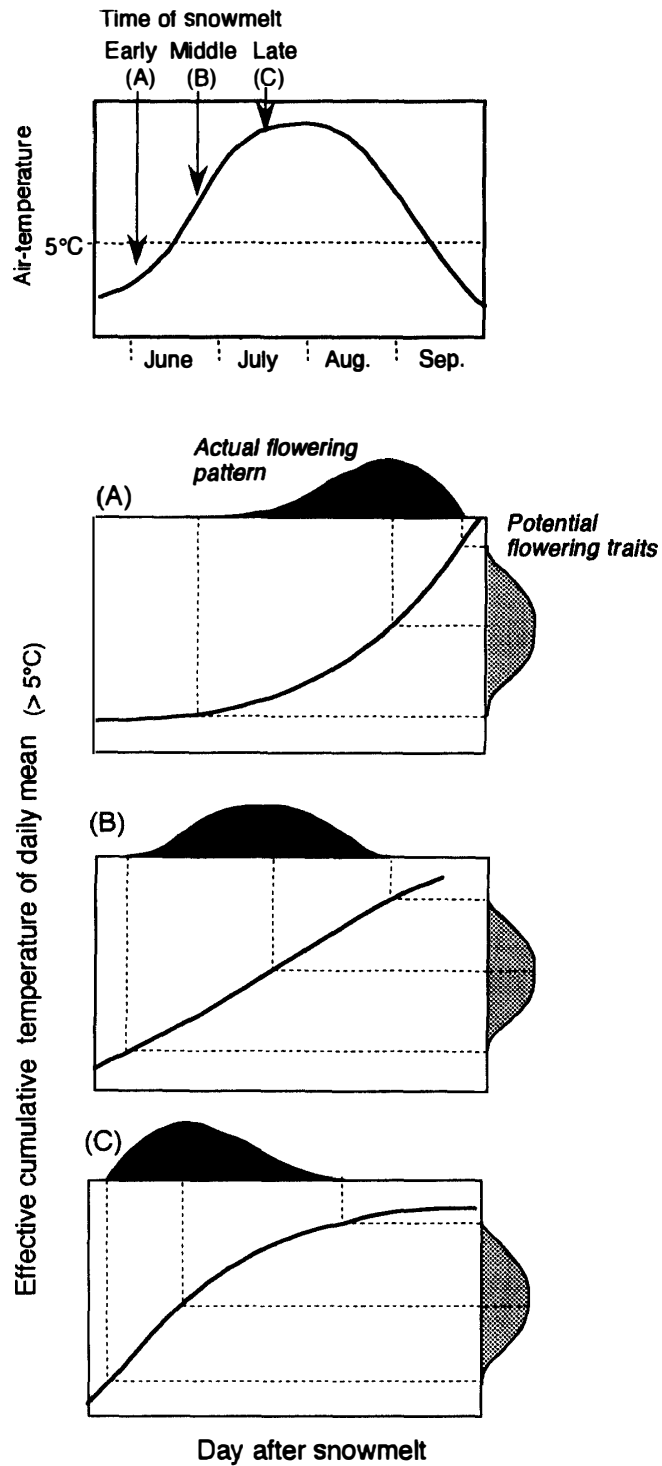 Time of snowmelt
Early Middle Late
(A) (B) (C)
Air-temperature
5°C
June July Aug. Sep.
Actual flowering
pattern
(A)
Potential
flowering traits
(B)
(C)
Effective cumulative temperature of daily mean (> 5°C)
Day after snowmelt